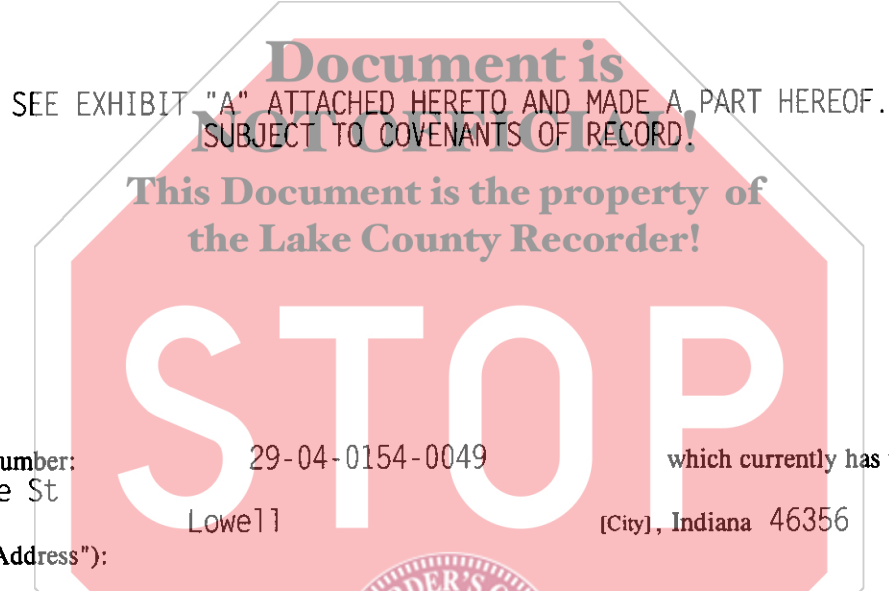 Document is
SEE EXHIBIT "A" ATTACHED HERETO AND MADE A PART HEREOF.
NOT OFFICIAL!
SUBJECT TO COVENANTS OF RECORD.
This Document is the property of
the Lake County Recorder!
STOP
umber: 29-04-0154-0049 which currently has
e St
Lowell [City], Indiana 46356
Address"):
DER'S